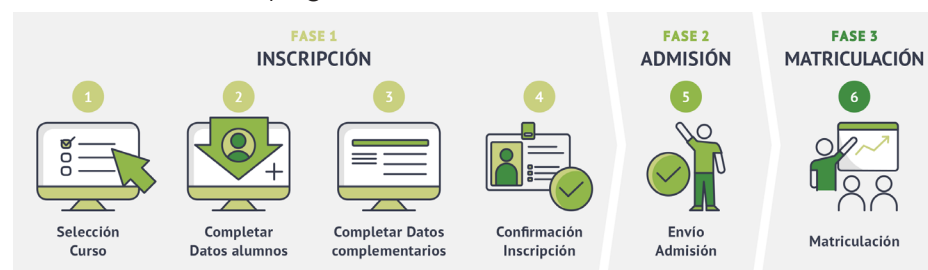 FASE 1
INSCRIPCIÓN
FASE 2
ADMISIÓN
FASE 3
MATRICULACIÓN
1
2
3
4
5
6
Selección
Curso
Completar
Datos alumnos
Completar Datos
complementarios
Confirmación
Inscripción
Envío
Admisión
Matriculación